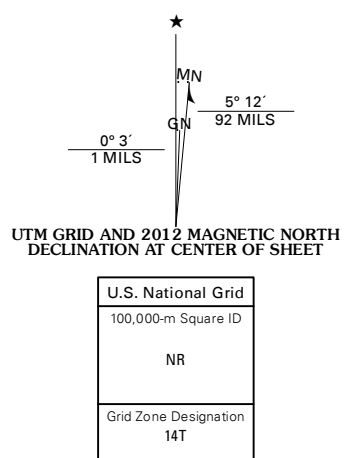 ★
MN
5° 12´
92 MILS
GN
0° 3´
1 MILS
UTM GRID AND 2012 MAGNETIC NORTH
DECLINATION AT CENTER OF SHEET
U.S. National Grid
100,000-m Square ID
NR
Grid Zone Designation
14T